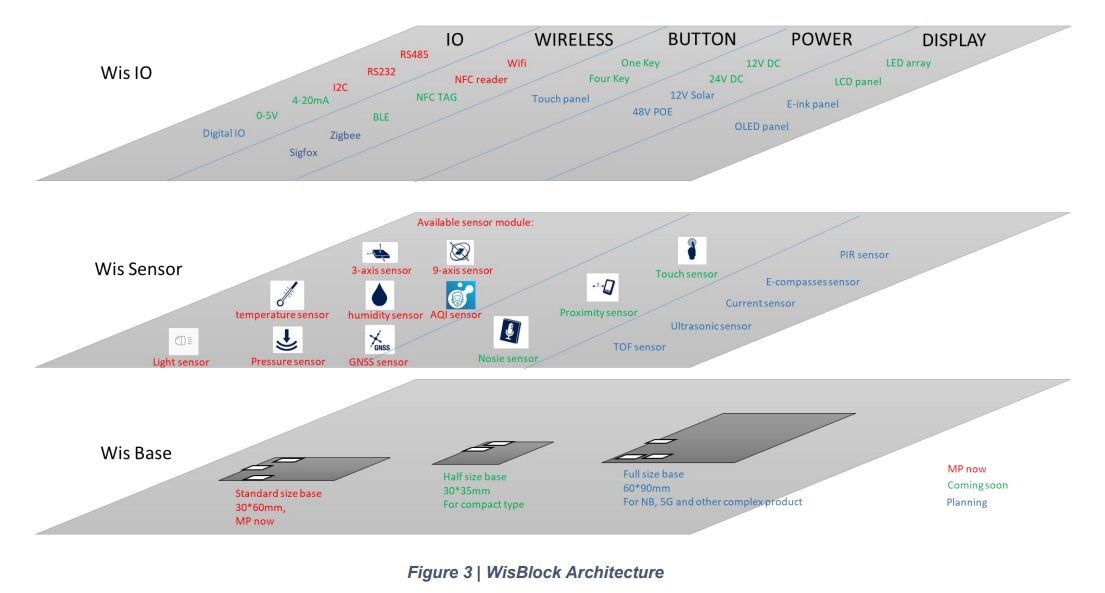 Wis IO
IO
WIRELESS
BUTTON
POWER
DISPLAY
RS485
RS232
I2C
4-20mA
0-5V
Digital IO
Wifi
NFC reader
NFC TAG
BLE
Zigbee
Sigfox
One Key
Four Key
Touch panel
12V DC
24V DC
12V Solar
48V POE
LED array
LCD panel
E-ink panel
OLED panel
Wis Sensor
Available sensor module:
3-axis sensor
9-axis sensor
temperature sensor
humidity sensor
AQI sensor
Light sensor
Pressure sensor
GNSS
GNSS sensor
Touch sensor
Proximity sensor
Nosie sensor
PIR sensor
E-compasses sensor
Current sensor
Ultrasonic sensor
TOF sensor
Wis Base
Standard size base
30*60mm,
MP now
Half size base
30*35mm
For compact type
Full size base
60*90mm
For NB, 5G and other complex product
MP now
Coming soon
Planning
Figure 3 | WisBlock Architecture